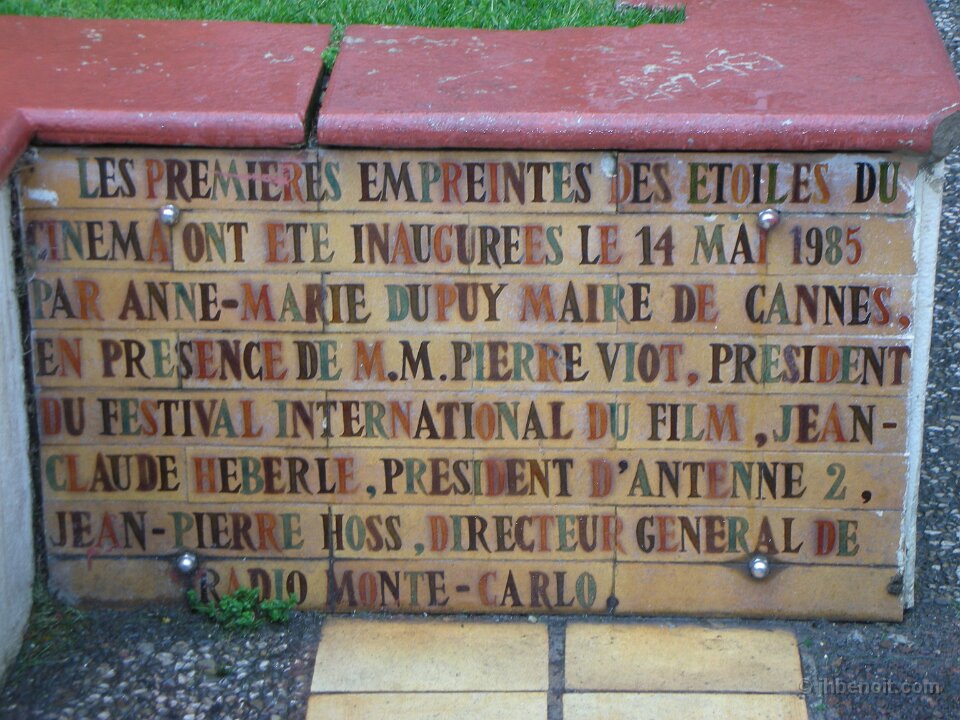 LES PREMIERES EMPREINTES DES ETOILES DU
CINEMA ONT ETE INAUGUREES LE 14 MAI 1985
PAR ANNE-MARIE DUPUY MAIRE DE CANNES,
EN PRESENCE DE M.M. PIERRE VIOT, PRESIDENT
DU FESTIVAL INTERNATIONAL DU FILM, JEAN-
CLAUDE HEBERLE, PRESIDENT D'ANTENNE 2,
JEAN-PIERRE HOSS, DIRECTEUR GENERAL DE
RADIO MONTE-CARLO
© jhbenoit.com